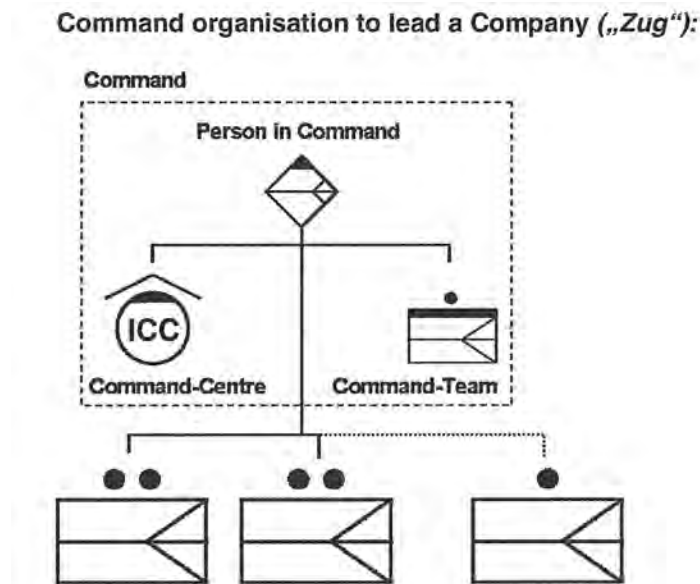 Command organisation to lead a Company („Zug“):
Command
Person in Command
ICC
Command-Centre
Command-Team